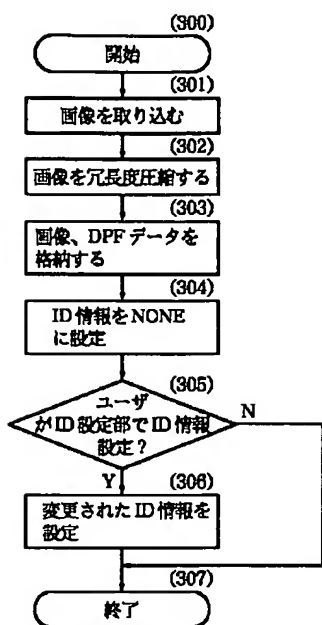 (300)
開始
(301)
画像を取り込む
(302)
画像を冗長度圧縮する
(303)
画像、DPFデータを
格納する
(304)
ID情報をNONE
に設定
(305)
ユーザ
がID設定部でID情報
設定？
N
Y
(306)
変更されたID情報を
設定
(307)
終了